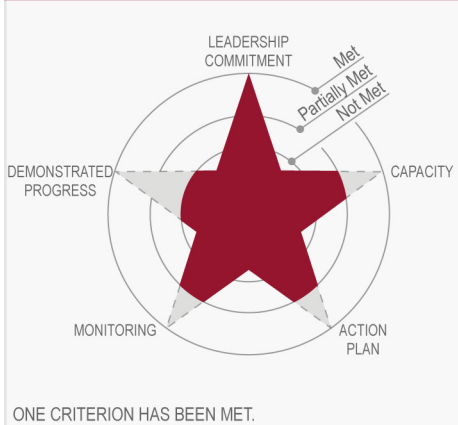 LEADERSHIP
COMMITMENT
Met
Partially Met
Not Met
DEMONSTRATED
PROGRESS
CAPACITY
MONITORING
ACTION
PLAN
ONE CRITERION HAS BEEN MET.